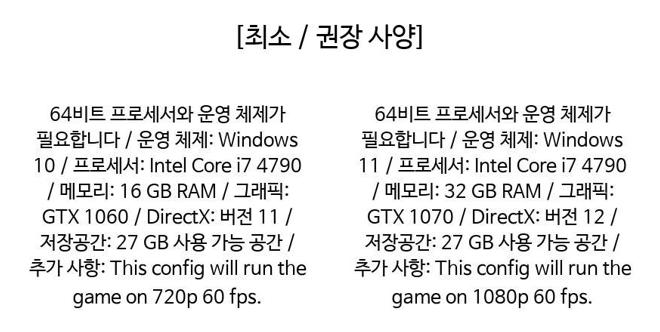 [최소 / 권장 사양]
64비트 프로세서와 운영 체제가
필요합니다 / 운영 체제: Windows
10 / 프로세서: Intel Core i7 4790
/ 메모리: 16 GB RAM / 그래픽:
GTX 1060 / DirectX: 버전 11 /
저장공간: 27 GB 사용 가능 공간 /
추가 사항: This config will run the
game on 720p 60 fps.
64비트 프로세서와 운영 체제가
필요합니다 / 운영 체제: Windows
11 / 프로세서: Intel Core i7 4790
/ 메모리: 32 GB RAM / 그래픽:
GTX 1070 / DirectX: 버전 12 /
저장공간: 27 GB 사용 가능 공간 /
추가 사항: This config will run the
game on 1080p 60 fps.